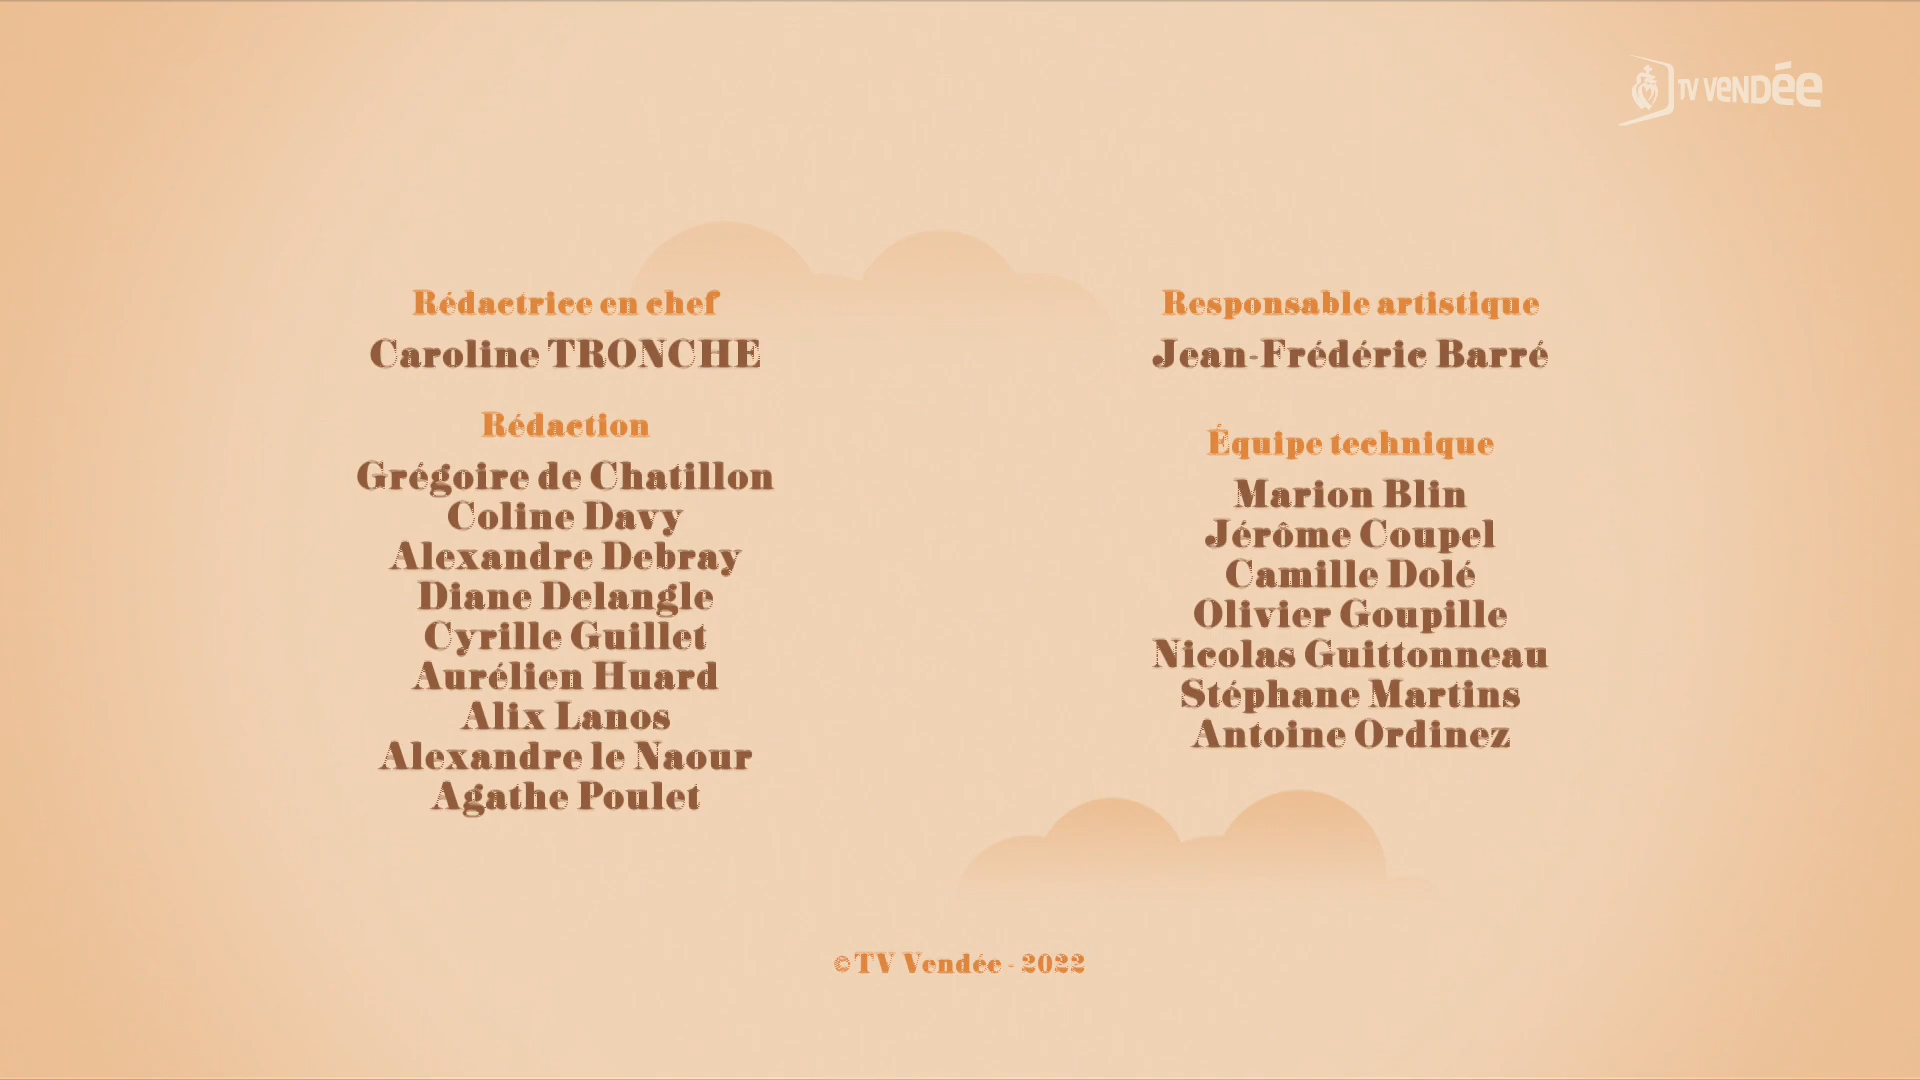 TV VENDÉE
Rédactrice en chef
Caroline TRONCHE
Rédaction
Grégoire de Chatillon
Coline Davy
Alexandre Debray
Diane Delangle
Cyrille Guillet
Aurélien Huard
Alix Lanos
Alexandre le Naour
Agathe Poulet
Responsable artistique
Jean-Frédéric Barré
Équipe technique
Marion Blin
Jérôme Coupel
Camille Dolé
Olivier Goupille
Nicolas Guittonneau
Stéphane Martins
Antoine Ordinez
©TV Vendée - 2022